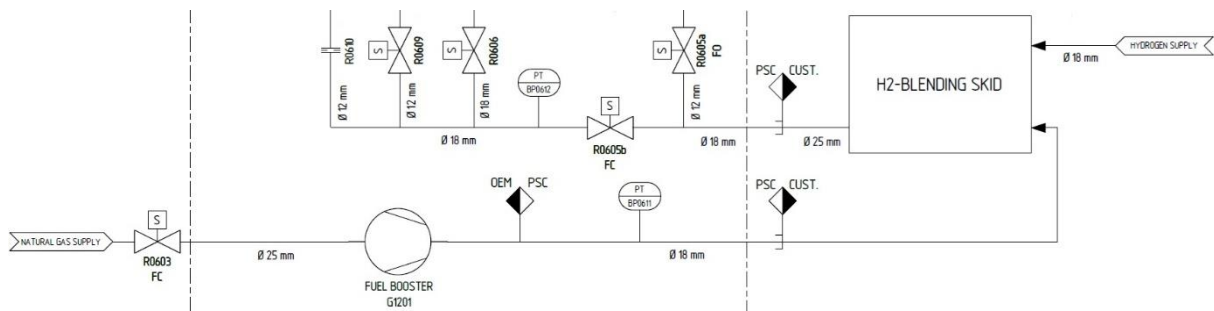 R0610
Ø 12 mm
S
R0609
Ø 12 mm
S
R0606
Ø 18 mm
PT
BP0612
S
R0605a
FO
Ø 12 mm
PSC CUST.
H2-BLENDING SKID
HYDROGEN SUPPLY
Ø 18 mm
S
Ø 18 mm
R0605b
FC
Ø 18 mm
Ø 25 mm
OEM PSC
PT
BP0611
PSC CUST.
NATURAL GAS SUPPLY
S
R0603
FC
Ø 25 mm
FUEL BOOSTER
G1201
Ø 18 mm